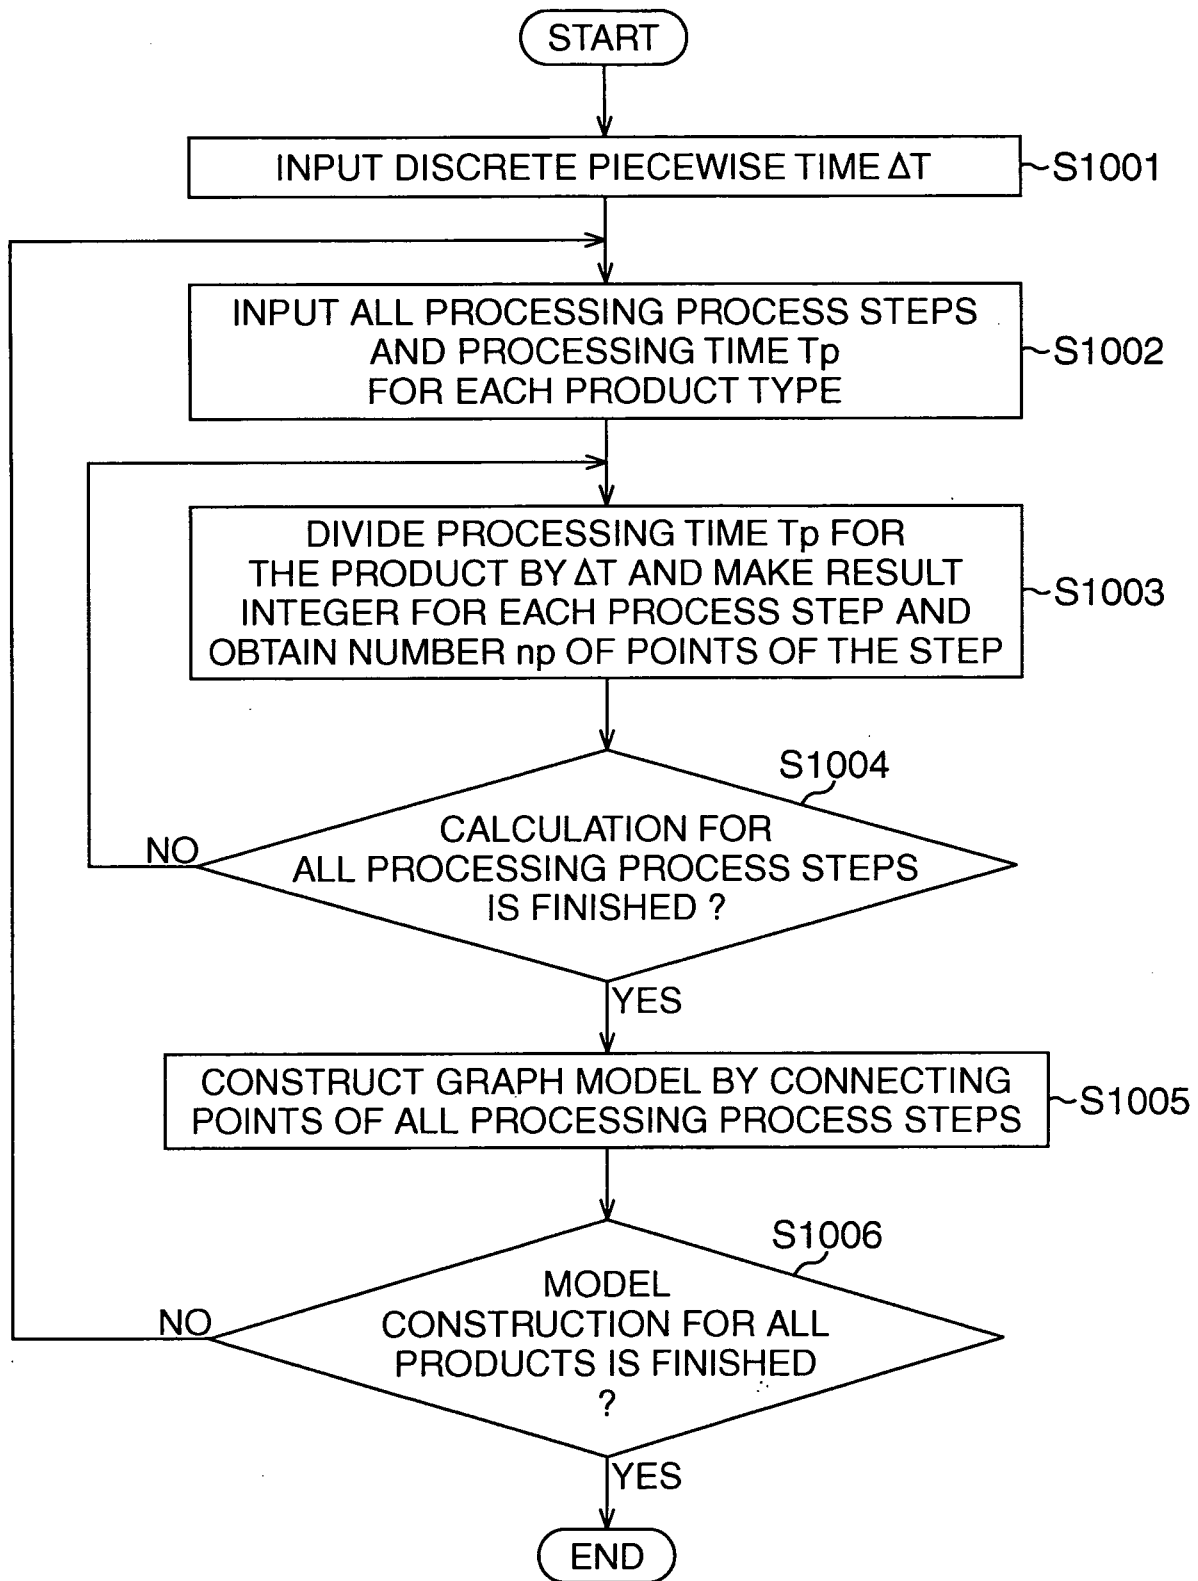 START
INPUT DISCRETE PIECEWISE TIME ΔT
S1001
INPUT ALL PROCESSING PROCESS STEPS
AND PROCESSING TIME Tp
FOR EACH PRODUCT TYPE
S1002
DIVIDE PROCESSING TIME Tp FOR
THE PRODUCT BY ΔT AND MAKE RESULT
INTEGER FOR EACH PROCESS STEP AND
OBTAIN NUMBER np OF POINTS OF THE STEP
S1003
S1004
CALCULATION FOR
ALL PROCESSING PROCESS STEPS
IS FINISHED ?
NO
YES
CONSTRUCT GRAPH MODEL BY CONNECTING
POINTS OF ALL PROCESSING PROCESS STEPS
S1005
S1006
MODEL
CONSTRUCTION FOR ALL
PRODUCTS IS FINISHED
?
NO
YES
END